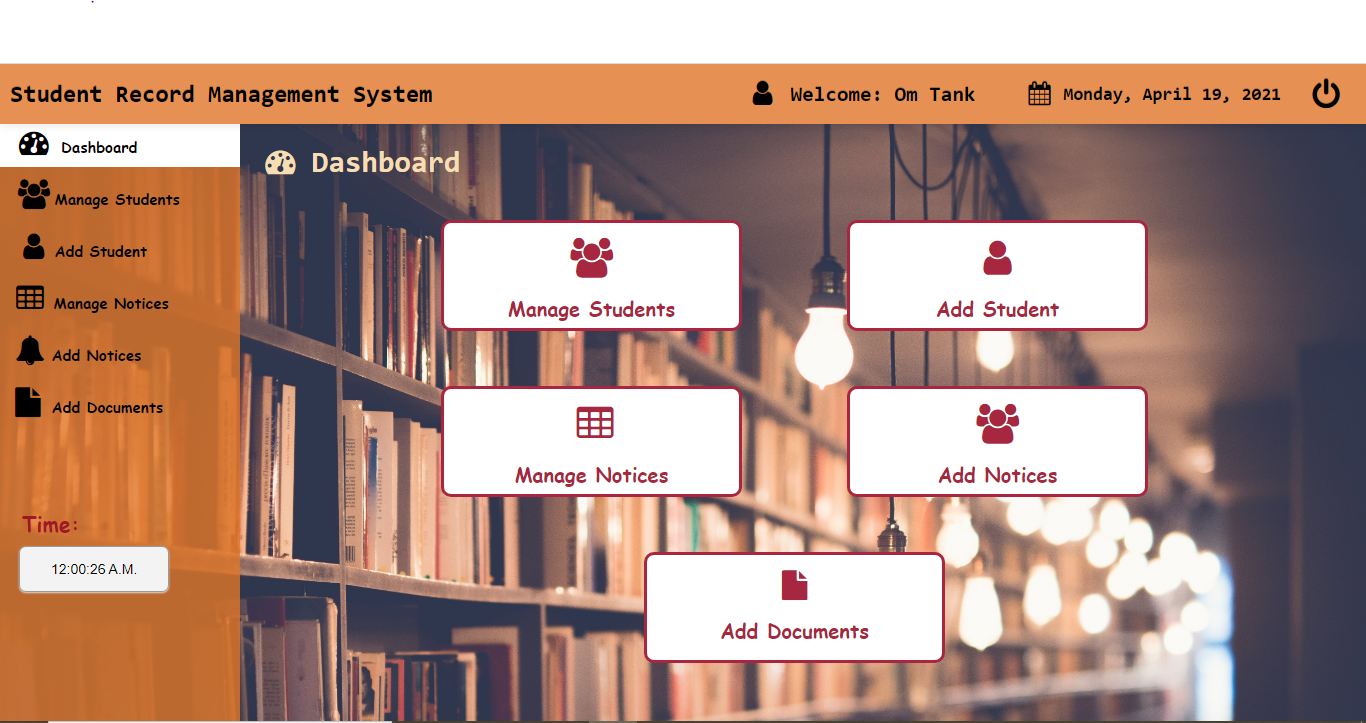 Student Record Management System
Welcome: Om Tank
Monday, April 19, 2021
Dashboard
Manage Students
Add Student
Manage Notices
Add Notices
Add Documents
Time:
12:00:26 A.M.
Dashboard
Manage Students
Add Student
Manage Notices
Add Notices
Add Documents